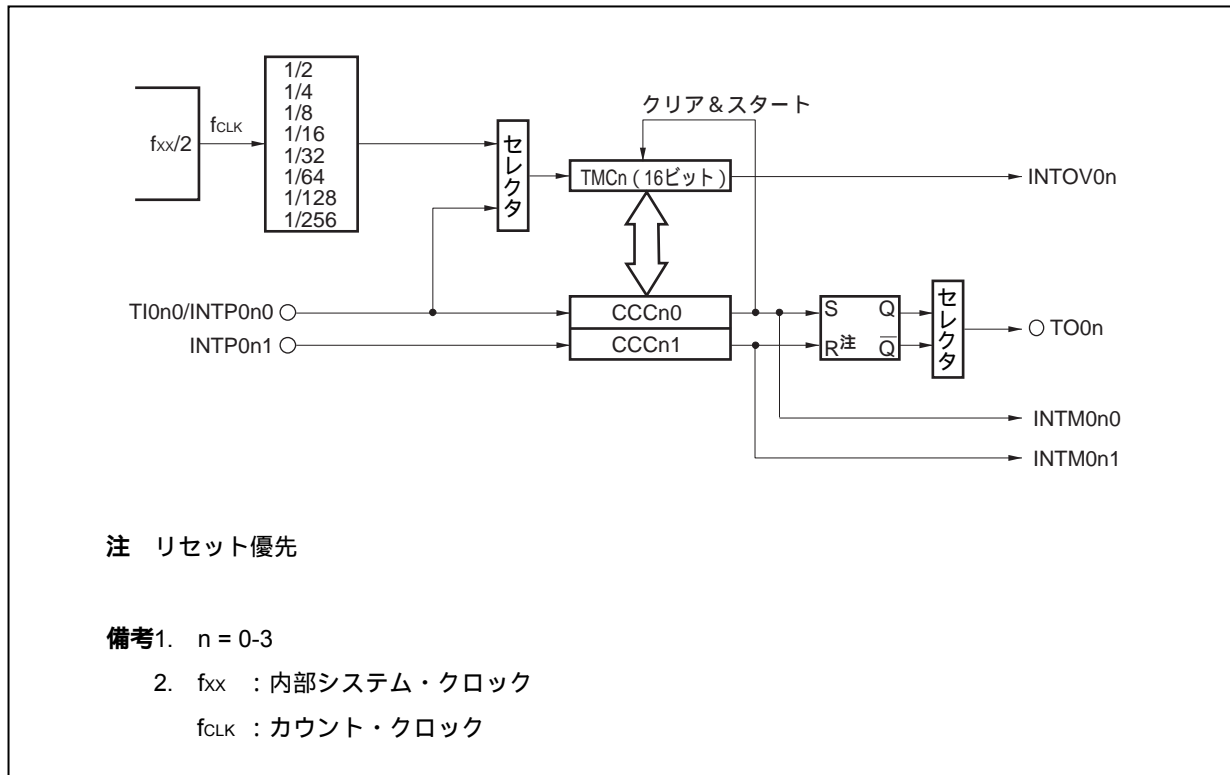 fxx/2
fCLK
1/2
1/4
1/8
1/16
1/32
1/64
1/128
1/256
セレクタ
クリア＆スタート
TMCn（16ビット）
INTOV0n
TI0n0/INTP0n0
INTP0n1
CCCn0
CCCn1
S Q
R注 Q̅
セレクタ
TO0n
INTM0n0
INTM0n1
注 リセット優先
備考1. n = 0-3
2. fxx ：内部システム・クロック
fCLK ：カウント・クロック